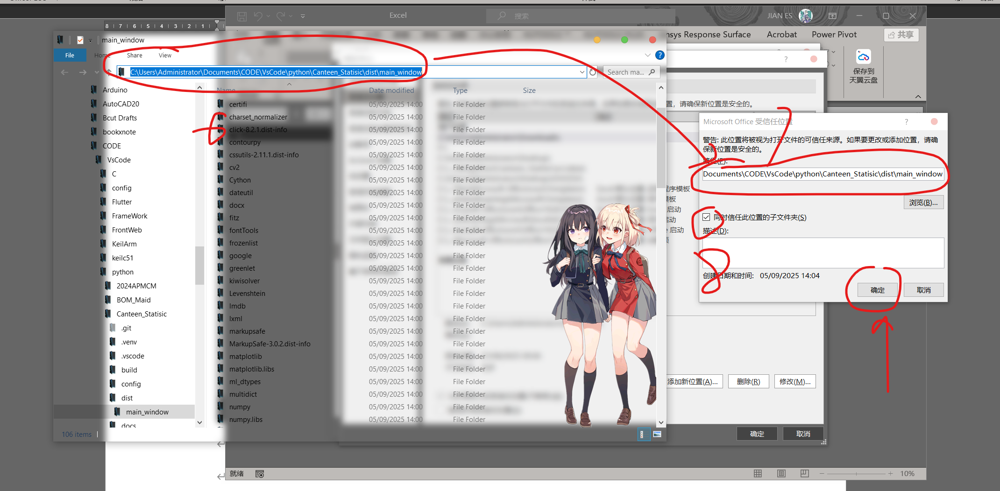 8 7 6 5 4 3 2 1
Excel
搜索
JIAN ES
main_window
nsys Response Surface
Acrobat
Power Pivot
共享
File
Home
Share
View
C:\Users\Administrator\Documents\CODE\VsCode\python\Canteen_Statisic\dist\main_window
Search ma...
保存到
天翼云盘
Name
Date modified
Type
Size
Arduino
AutoCAD20
Bcut Drafts
bookxnote
CODE
VsCode
C
config
Flutter
FrameWork
FrontWeb
KeilArm
keilc51
python
2024APMCM
BOM_Maid
Canteen_Statisic
.git
.venv
.vscode
build
config
dist
main_window
docs
106 items
certifi 05/09/2025 14:00 File Folder
charset_normalizer 05/09/2025 14:00 File Folder
click-8.2.1.dist-info 05/09/2025 14:00 File Folder
contourpy 05/09/2025 14:00 File Folder
cssutils-2.11.1.dist-info 05/09/2025 14:00 File Folder
cv2 05/09/2025 14:00 File Folder
Cython 05/09/2025 14:00 File Folder
dateutil 05/09/2025 14:00 File Folder
docx 05/09/2025 14:00 File Folder
fitz 05/09/2025 14:00 File Folder
fontTools 05/09/2025 14:00 File Folder
frozenlist 05/09/2025 14:00 File Folder
google 05/09/2025 14:00 File Folder
greenlet 05/09/2025 14:00 File Folder
kiwisolver 05/09/2025 14:00 File Folder
Levenshtein 05/09/2025 14:00 File Folder
lmdb 05/09/2025 14:00 File Folder
lxml 05/09/2025 14:00 File Folder
markupsafe 05/09/2025 14:00 File Folder
MarkupSafe-3.0.2.dist-info 05/09/2025 14:00 File Folder
matplotlib 05/09/2025 14:00 File Folder
matplotlib.libs 05/09/2025 14:00 File Folder
ml_dtypes 05/09/2025 14:00 File Folder
multidict 05/09/2025 14:00 File Folder
numpy 05/09/2025 14:00 File Folder
numpy.libs 05/09/2025 14:00 File Folder
置，请确保新位置是安全的。
程序模板
模板
启动
启动
启动
Microsoft Office 受信任位置
警告: 此位置将被视为打开文件的可信任来源。如果要更改或添加位置，请确
保新位置是安全的。
路径(P):
Documents\CODE\VsCode\python\Canteen_Statisic\dist\main_window
浏览(B)...
同时信任此位置的子文件夹(S)
描述(D):
创建日期和时间: 05/09/2025 14:04
确定
取消
添加新位置(A)...
删除(R)
修改(M)...
确定
取消
就绪
10%